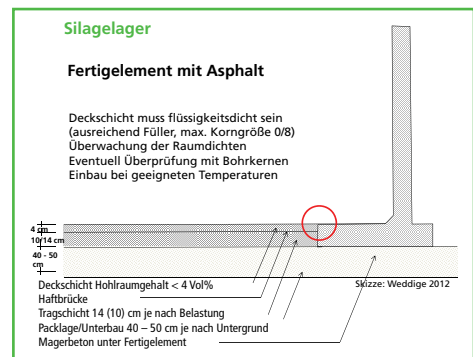 Silagelager
Fertigelement mit Asphalt
Deckschicht muss flüssigkeitsdicht sein
(ausreichend Füller, max. Korngröße 0/8)
Überwachung der Raumdichten
Eventuell Überprüfung mit Bohrkernen
Einbau bei geeigneten Temperaturen
4 cm
10/14 cm
40 - 50
cm
Deckschicht Hohlraumgehalt < 4 Vol%
Skizze: Weddige 2012
Haftbrücke
Tragschicht 14 (10) cm je nach Belastung
Packlage/Unterbau 40 – 50 cm je nach Untergrund
Magerbeton unter Fertigelement